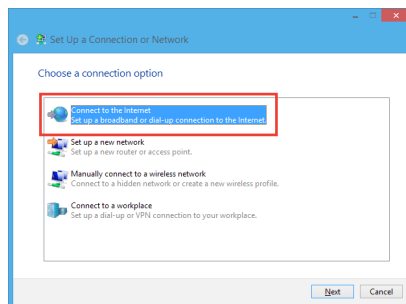 Set Up a Connection or Network
Choose a connection option
Connect to the Internet
Set up a broadband or dial-up connection to the Internet.
Set up a new network
Set up a new router or access point.
Manually connect to a wireless network
Connect to a hidden network or create a new wireless profile.
Connect to a workplace
Set up a dial-up or VPN connection to your workplace.
Next Cancel